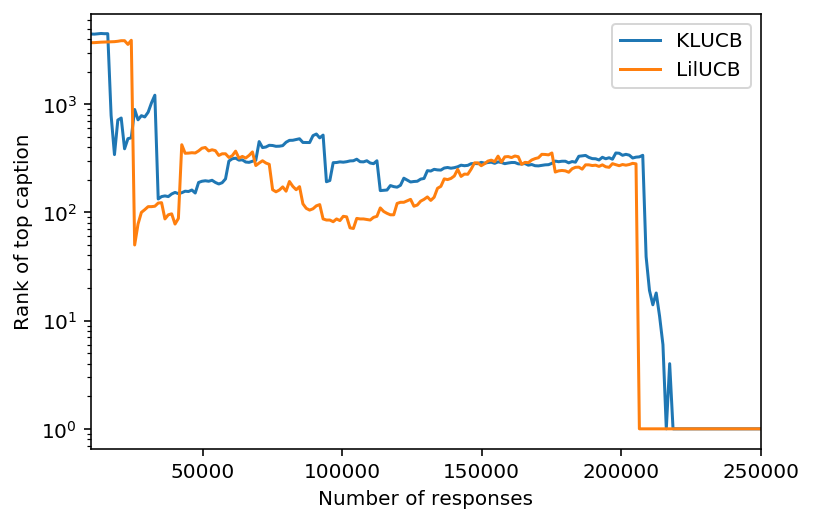 KLUCB
LilUCB
Rank of top caption
10³
10²
10¹
10⁰
50000 100000 150000 200000 250000
Number of responses